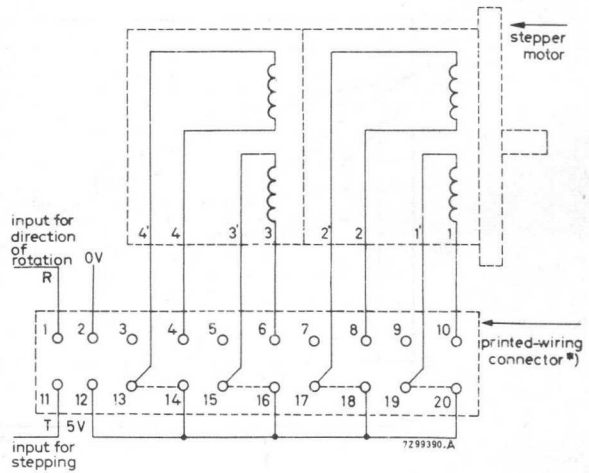 stepper
motor
4' 4 3' 3 2' 2 1' 1
input for
direction
of
rotation
R
0V
1 2 3 4 5 6 7 8 9 10
printed-wiring
connector*)
11 12 13 14 15 16 17 18 19 20
T 5V
input for
stepping
7Z99390.A